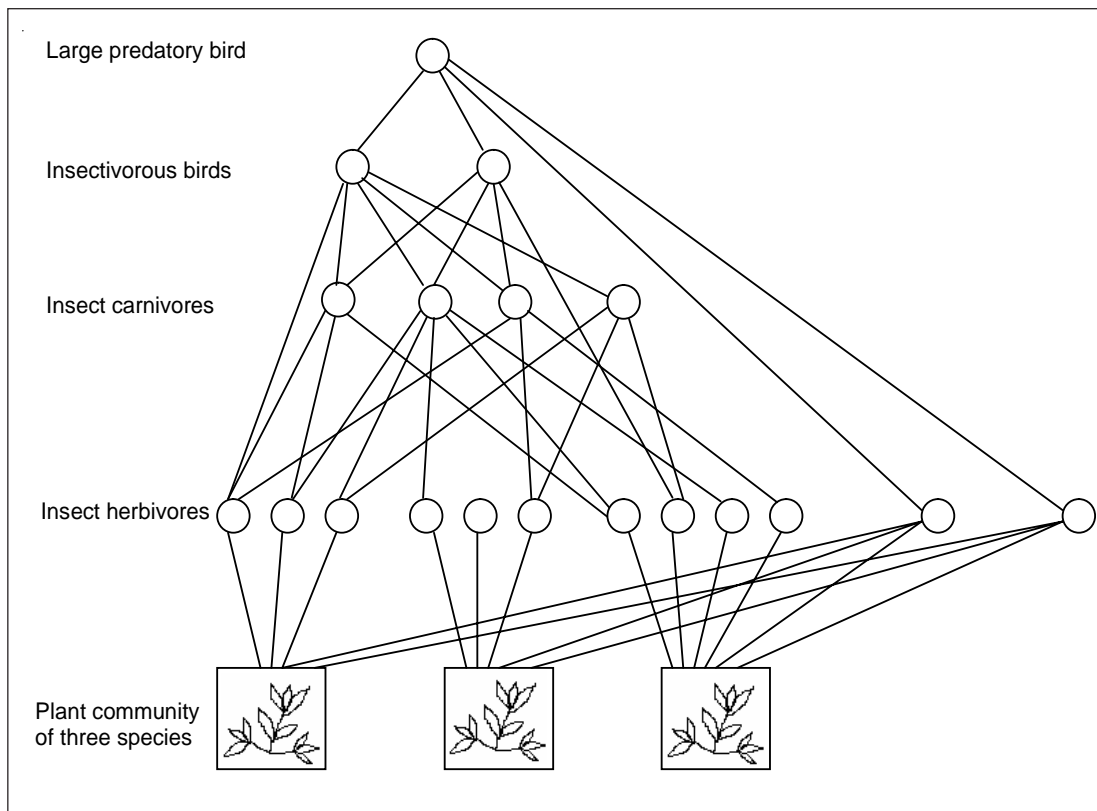 Large predatory bird
Insectivorous birds
Insect carnivores
Insect herbivores
Plant community
of three species